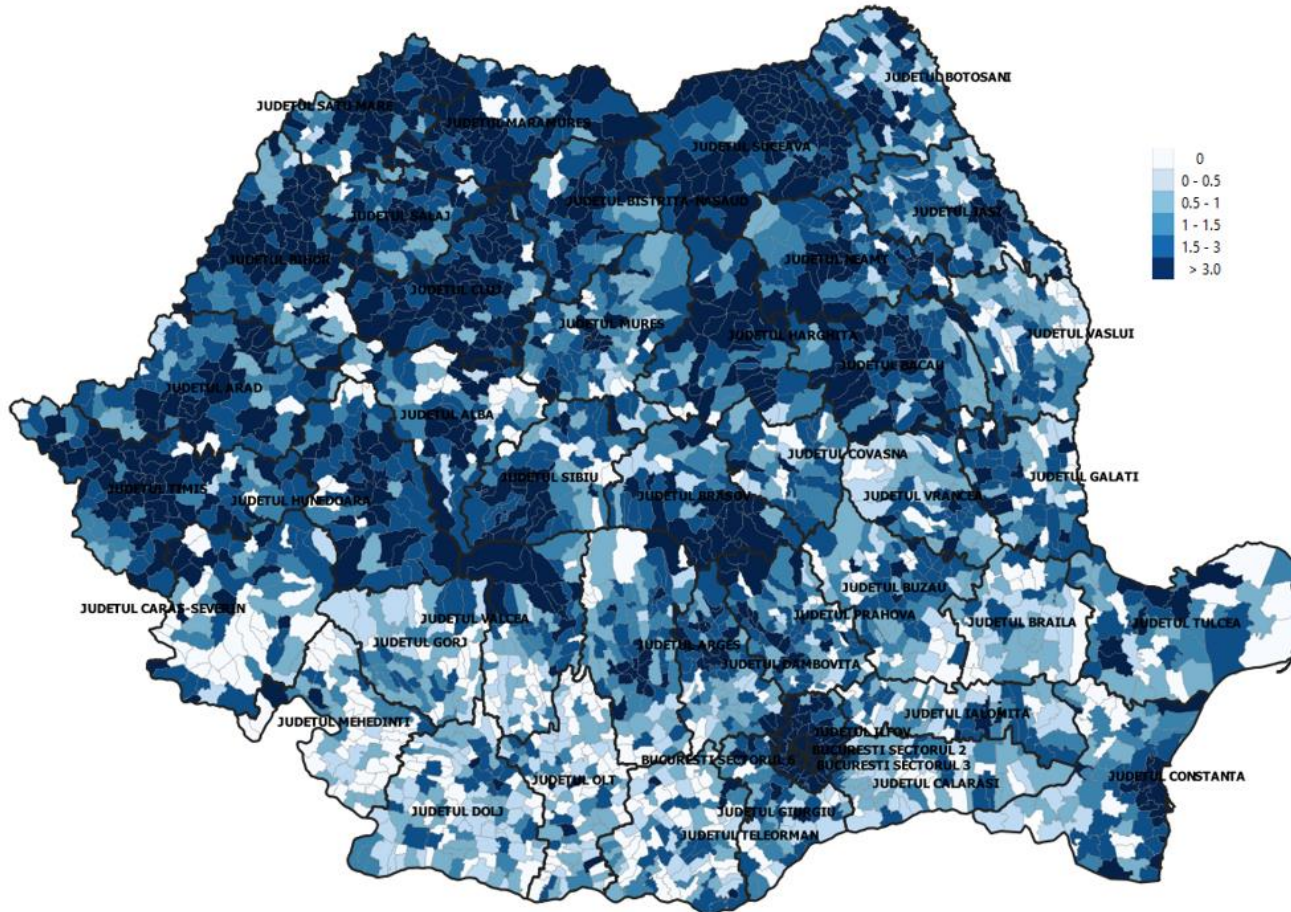 JUDETUL BOTOSANI
JUDETUL SATU MARE
JUDETUL MARAMURES
JUDETUL SUCEAVA
0
0 - 0.5
0.5 - 1
1 - 1.5
1.5 - 3
> 3.0
JUDETUL BISTRITA-NASAUD
JUDETUL SALAJ
JUDETUL IASI
JUDETUL BIHOR
JUDETUL NEAMT
JUDETUL CLUJ
JUDETUL MURES
JUDETUL HARGHITA
JUDETUL VASLUI
JUDETUL BACAU
JUDETUL ARAD
JUDETUL ALBA
JUDETUL COVASNA
JUDETUL SIBIU
JUDETUL GALATI
JUDETUL TIMIS
JUDETUL HUNEDOARA
JUDETUL BRASOV
JUDETUL VRANCEA
JUDETUL BUZAU
JUDETUL CARAS-SEVERIN
JUDETUL VALCEA
JUDETUL PRAHOVA
JUDETUL BRAILA
JUDETUL TULCEA
JUDETUL GORJ
JUDETUL ARGES
JUDETUL DAMBOVITA
JUDETUL MEHEDINTI
JUDETUL IALOMITA
JUDETUL ILFOV
BUCURESTI SECTORUL 2
BUCURESTI SECTORUL 6
BUCURESTI SECTORUL 3
JUDETUL CONSTANTA
JUDETUL OLT
JUDETUL CALARASI
JUDETUL DOLJ
JUDETUL GIURGIU
JUDETUL TELEORMAN